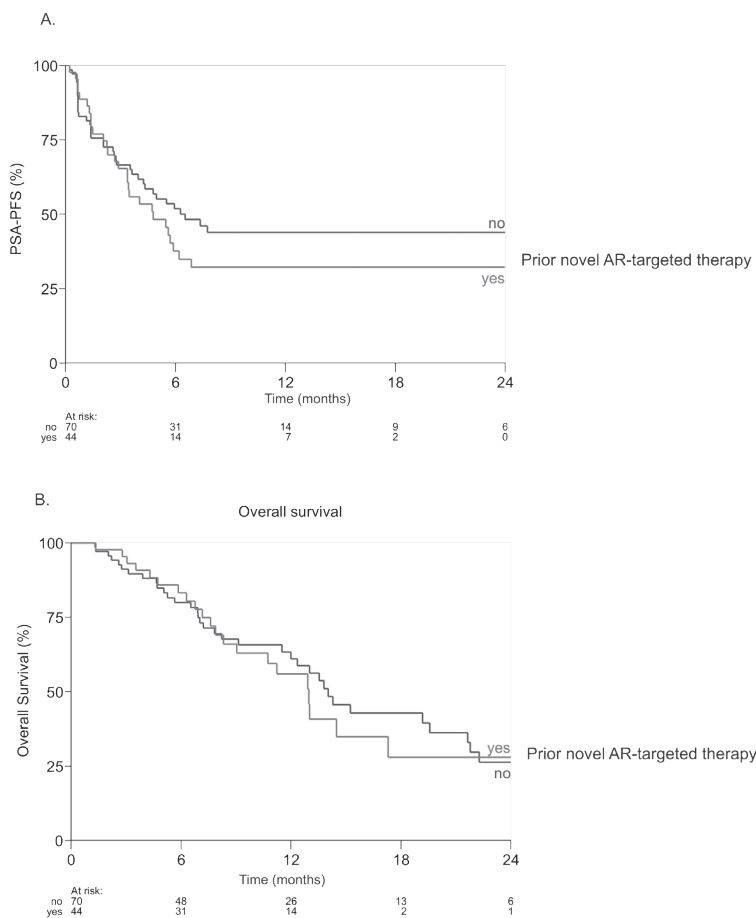 A.
100
75
50
25
0
PSA-PFS (%)
no
yes
Prior novel AR-targeted therapy
0 6 12 18 24
Time (months)
At risk:
no 70 31 14 9 6
yes 44 14 7 2 0
B.
Overall survival
100
75
50
25
0
Overall Survival (%)
yes
no
Prior novel AR-targeted therapy
0 6 12 18 24
Time (months)
At risk:
no 70 48 26 13 6
yes 44 31 14 2 1